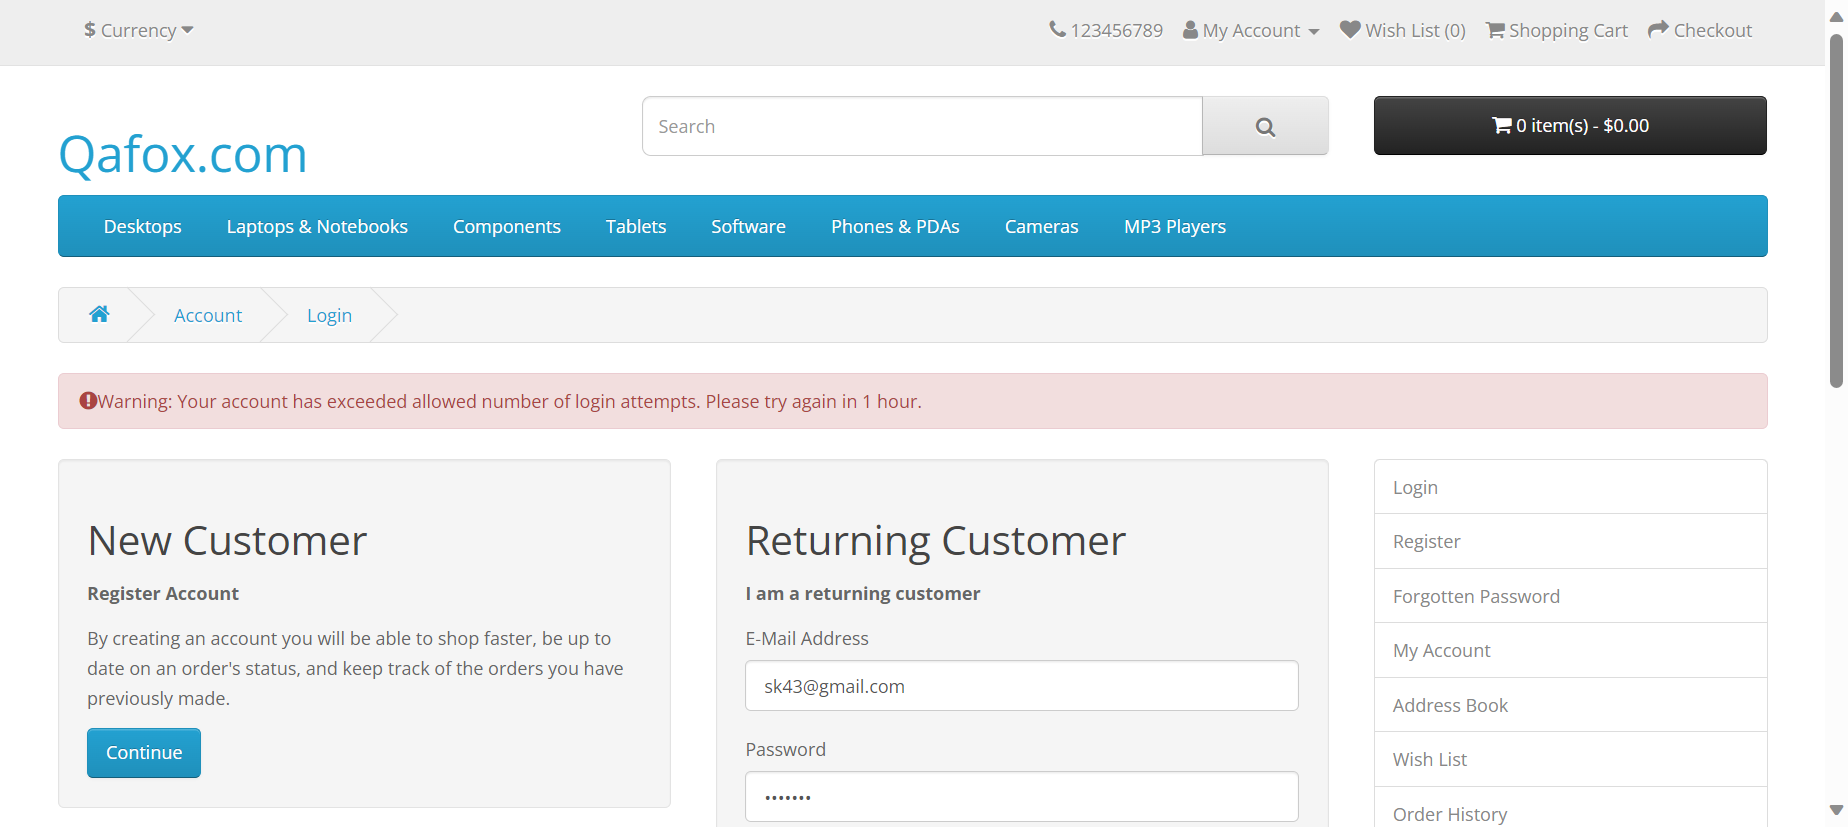 $ Currency
123456789 My Account Wish List (0) Shopping Cart Checkout
Qafox.com
Search
0 item(s) - $0.00
Desktops Laptops & Notebooks Components Tablets Software Phones & PDAs Cameras MP3 Players
Account Login
Warning: Your account has exceeded allowed number of login attempts. Please try again in 1 hour.
New Customer
Register Account
By creating an account you will be able to shop faster, be up to
date on an order's status, and keep track of the orders you have
previously made.
Continue
Returning Customer
I am a returning customer
E-Mail Address
sk43@gmail.com
Password
•••••••
Login
Register
Forgotten Password
My Account
Address Book
Wish List
Order History